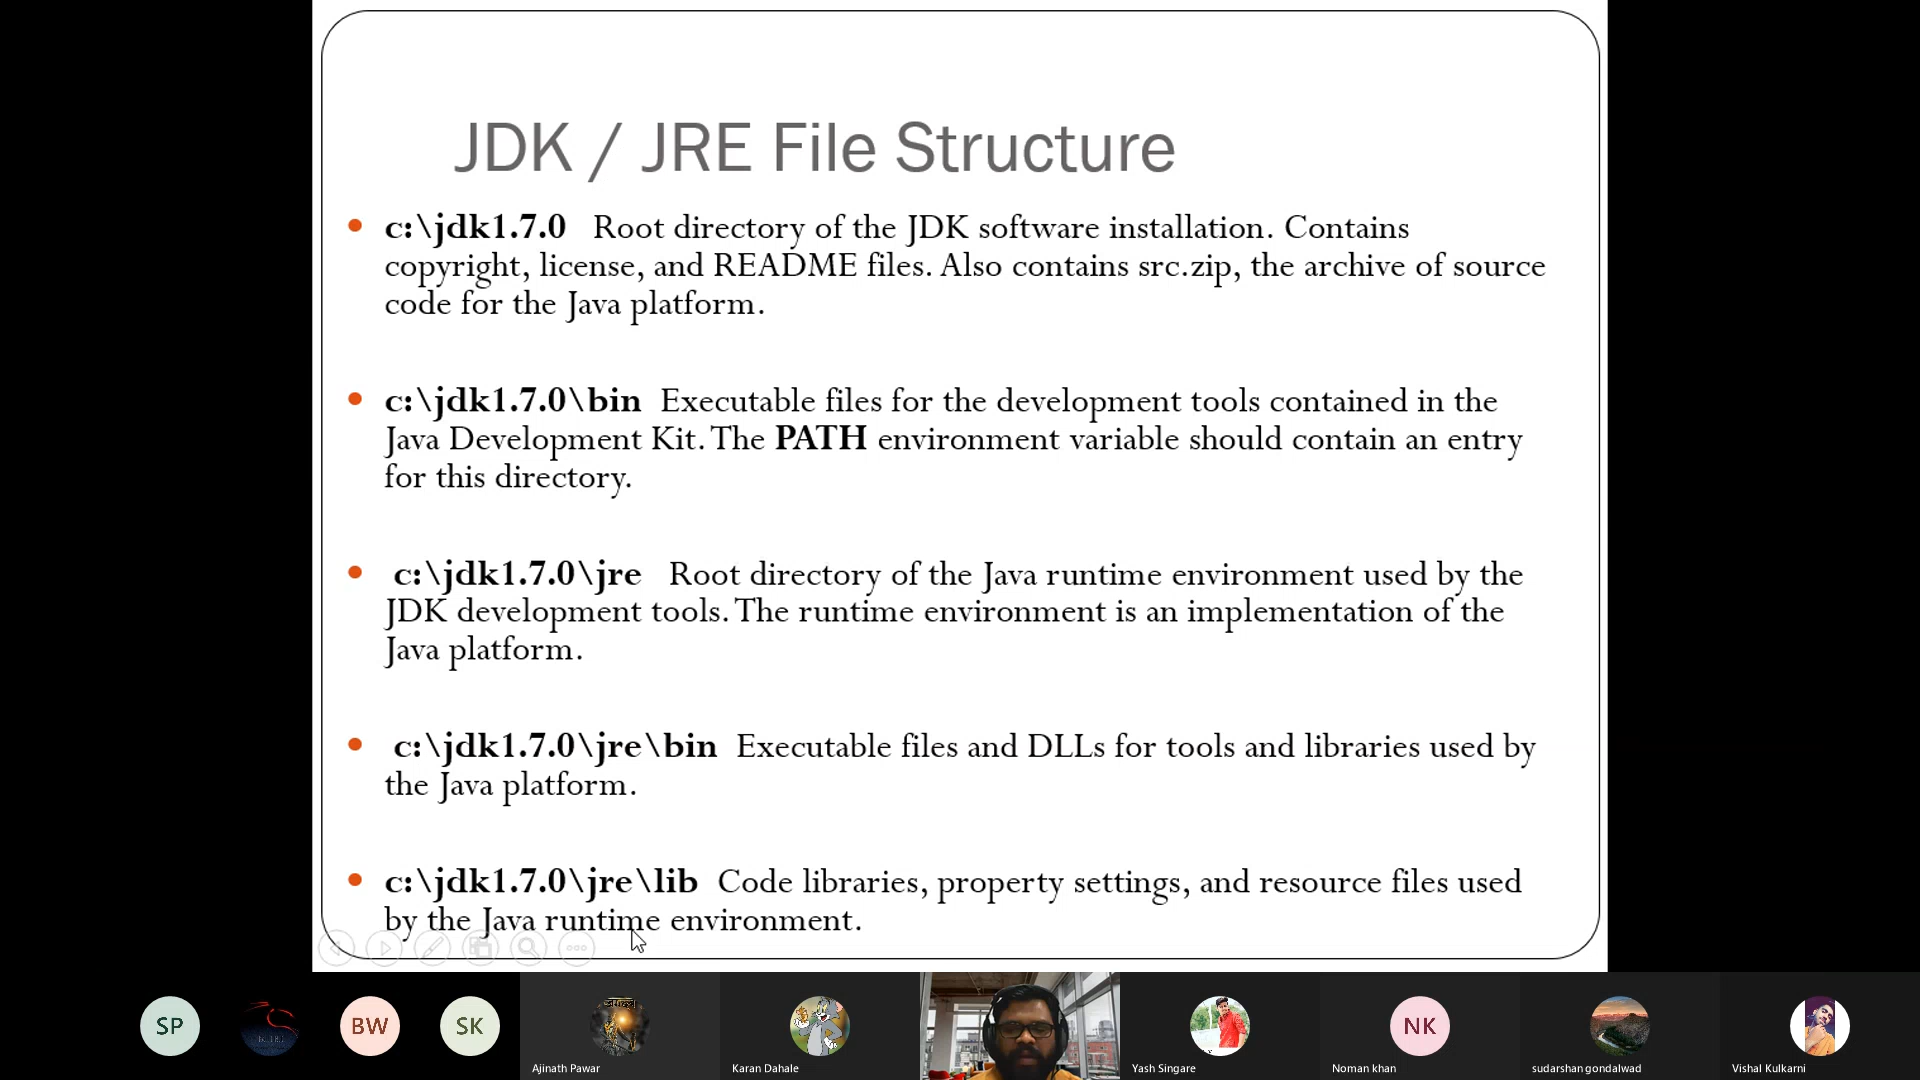 JDK / JRE File Structure
c:\jdk1.7.0 Root directory of the JDK software installation. Contains
copyright, license, and README files. Also contains src.zip, the archive of source
code for the Java platform.
c:\jdk1.7.0\bin Executable files for the development tools contained in the
Java Development Kit. The PATH environment variable should contain an entry
for this directory.
c:\jdk1.7.0\jre Root directory of the Java runtime environment used by the
JDK development tools. The runtime environment is an implementation of the
Java platform.
c:\jdk1.7.0\jre\bin Executable files and DLLs for tools and libraries used by
the Java platform.
c:\jdk1.7.0\jre\lib Code libraries, property settings, and resource files used
by the Java runtime environment.
SP
BW
SK
NK
Ajinath Pawar
Karan Dahale
Yash Singare
Noman khan
sudarshan gondalwad
Vishal Kulkarni